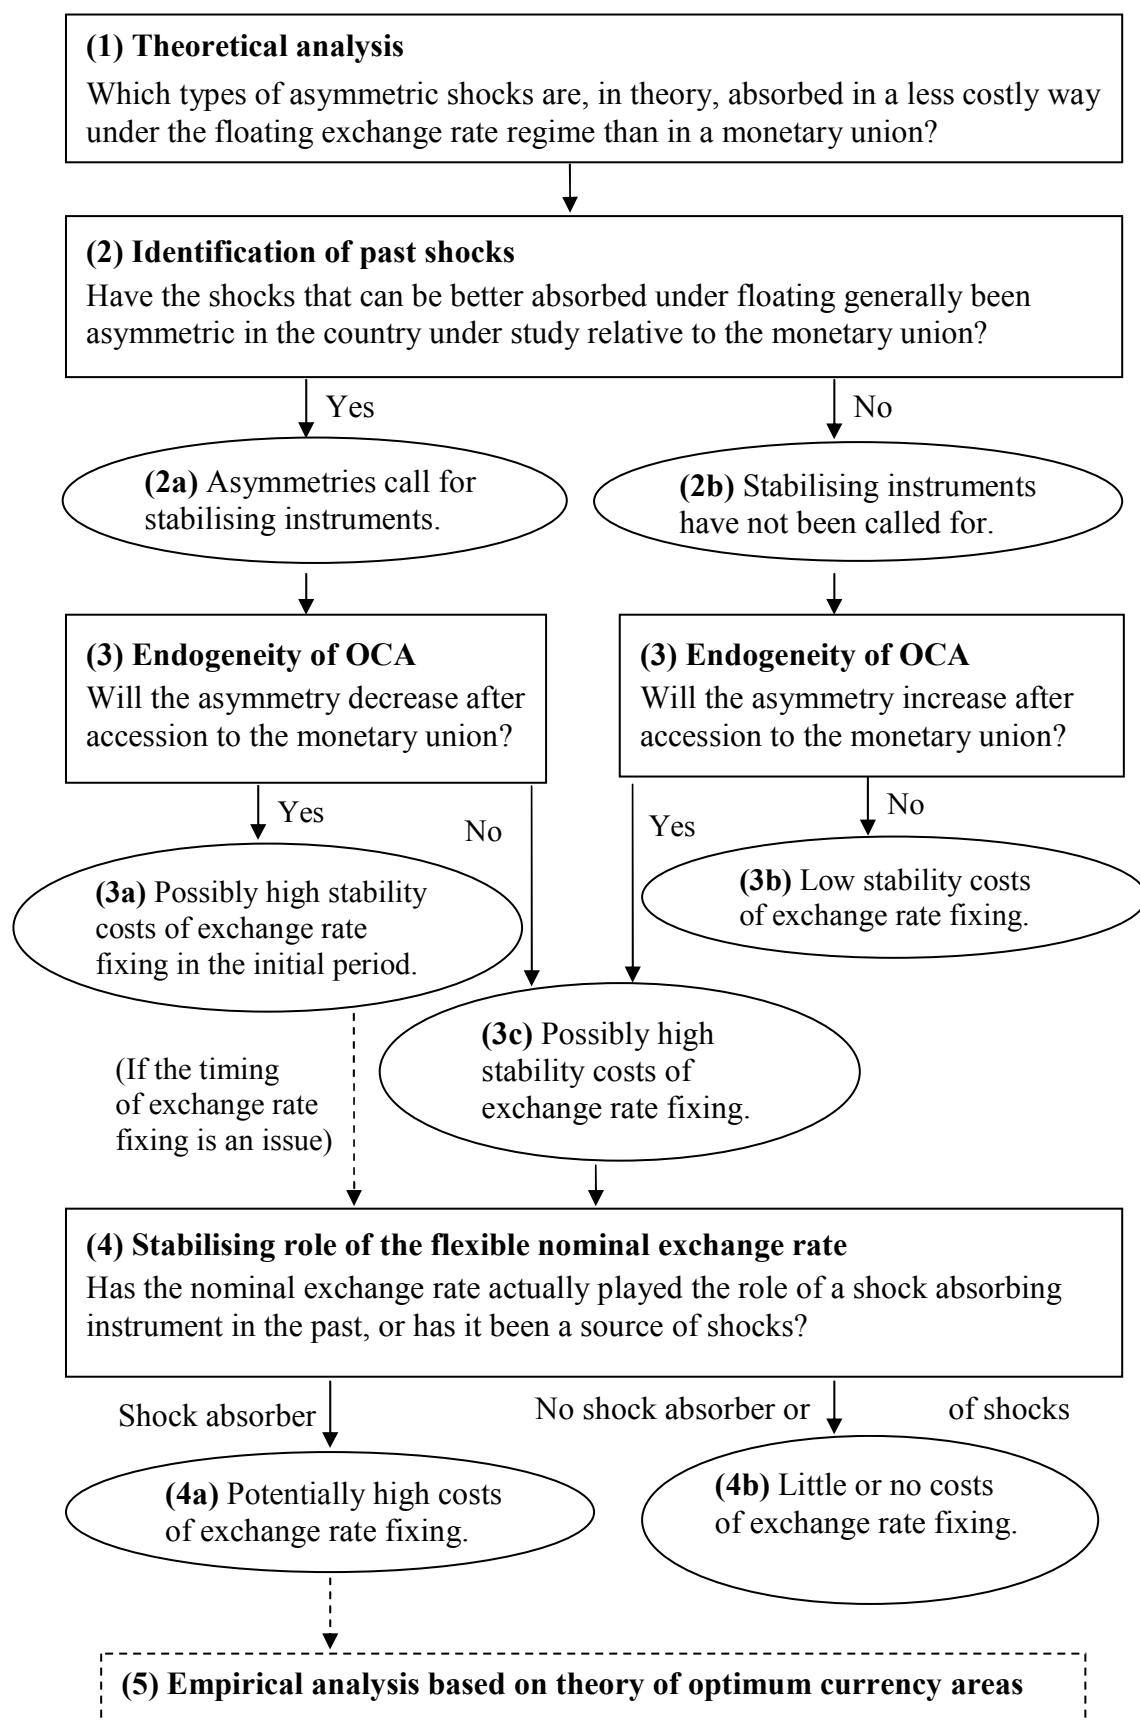 (1) Theoretical analysis
Which types of asymmetric shocks are, in theory, absorbed in a less costly way
under the floating exchange rate regime than in a monetary union?
(2) Identification of past shocks
Have the shocks that can be better absorbed under floating generally been
asymmetric in the country under study relative to the monetary union?
Yes
No
(2a) Asymmetries call for
stabilising instruments.
(2b) Stabilising instruments
have not been called for.
(3) Endogeneity of OCA
Will the asymmetry decrease after
accession to the monetary union?
(3) Endogeneity of OCA
Will the asymmetry increase after
accession to the monetary union?
Yes
No
Yes
No
(3a) Possibly high stability
costs of exchange rate
fixing in the initial period.
(3b) Low stability costs
of exchange rate fixing.
(3c) Possibly high
stability costs of
exchange rate fixing.
(If the timing
of exchange rate
fixing is an issue)
(4) Stabilising role of the flexible nominal exchange rate
Has the nominal exchange rate actually played the role of a shock absorbing
instrument in the past, or has it been a source of shocks?
Shock absorber
No shock absorber or of shocks
(4a) Potentially high costs
of exchange rate fixing.
(4b) Little or no costs
of exchange rate fixing.
(5) Empirical analysis based on theory of optimum currency areas